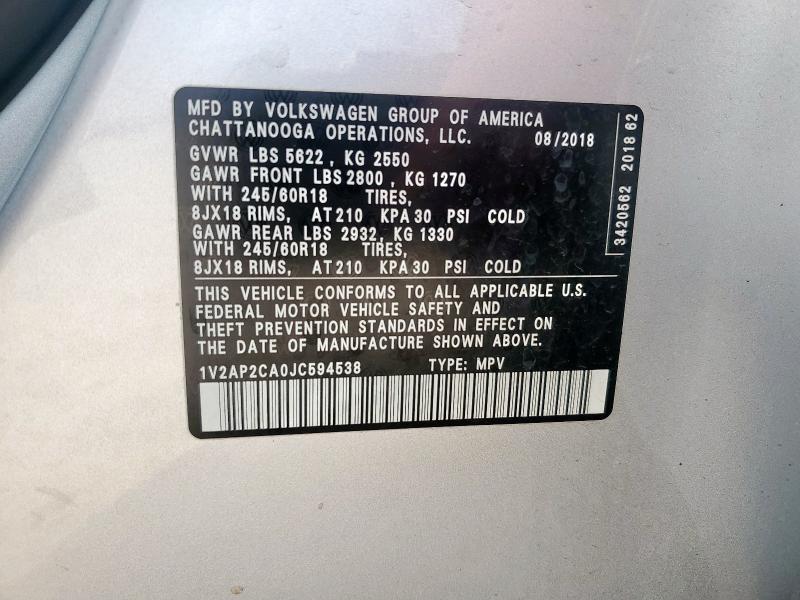 MFD BY VOLKSWAGEN GROUP OF AMERICA
CHATTANOOGA OPERATIONS, LLC. 08/2018
GVWR LBS 5622 , KG 2550
GAWR FRONT LBS 2800 , KG 1270
WITH 245/60R18 TIRES,
8JX18 RIMS, AT 210 KPA 30 PSI COLD
GAWR REAR LBS 2932, KG 1330
WITH 245/60R18 TIRES,
8JX18 RIMS, AT 210 KPA 30 PSI COLD
THIS VEHICLE CONFORMS TO ALL APPLICABLE U.S.
FEDERAL MOTOR VEHICLE SAFETY AND
THEFT PREVENTION STANDARDS IN EFFECT ON
THE DATE OF MANUFACTURE SHOWN ABOVE.
1V2AP2CA0JC594538 TYPE: MPV
3420562 2018 62